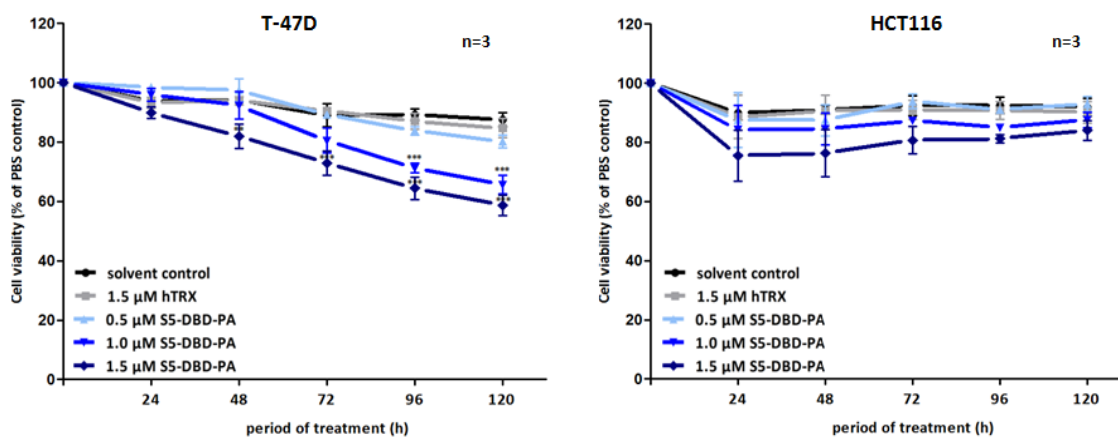 T-47D
n=3
Cell viability (% of PBS control)
120
100
80
60
40
20
0
**
***
***
***
***
***
solvent control
1.5 µM hTRX
0.5 µM S5-DBD-PA
1.0 µM S5-DBD-PA
1.5 µM S5-DBD-PA
24 48 72 96 120
period of treatment (h)
HCT116
n=3
Cell viability (% of PBS control)
120
100
80
60
40
20
0
solvent control
1.5 µM hTRX
0.5 µM S5-DBD-PA
1.0 µM S5-DBD-PA
1.5 µM S5-DBD-PA
24 48 72 96 120
period of treatment (h)